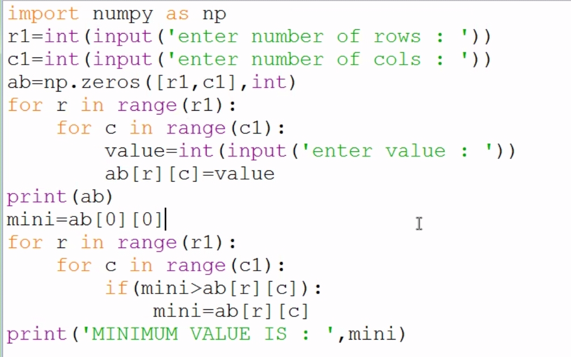 import numpy as np
r1=int(input('enter number of rows : '))
c1=int(input('enter number of cols : '))
ab=np.zeros([r1,c1],int)
for r in range(r1):
    for c in range(c1):
        value=int(input('enter value : '))
        ab[r][c]=value
print(ab)
mini=ab[0][0]
for r in range(r1):
    for c in range(c1):
        if(mini>ab[r][c]):
            mini=ab[r][c]
print('MINIMUM VALUE IS : ',mini)